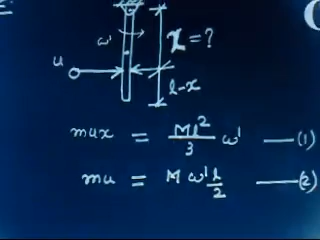 ω'
x = ?
u
l-x
mux = Ml²/3 ω' —(1)
mu = M ω' l/2 —(2)